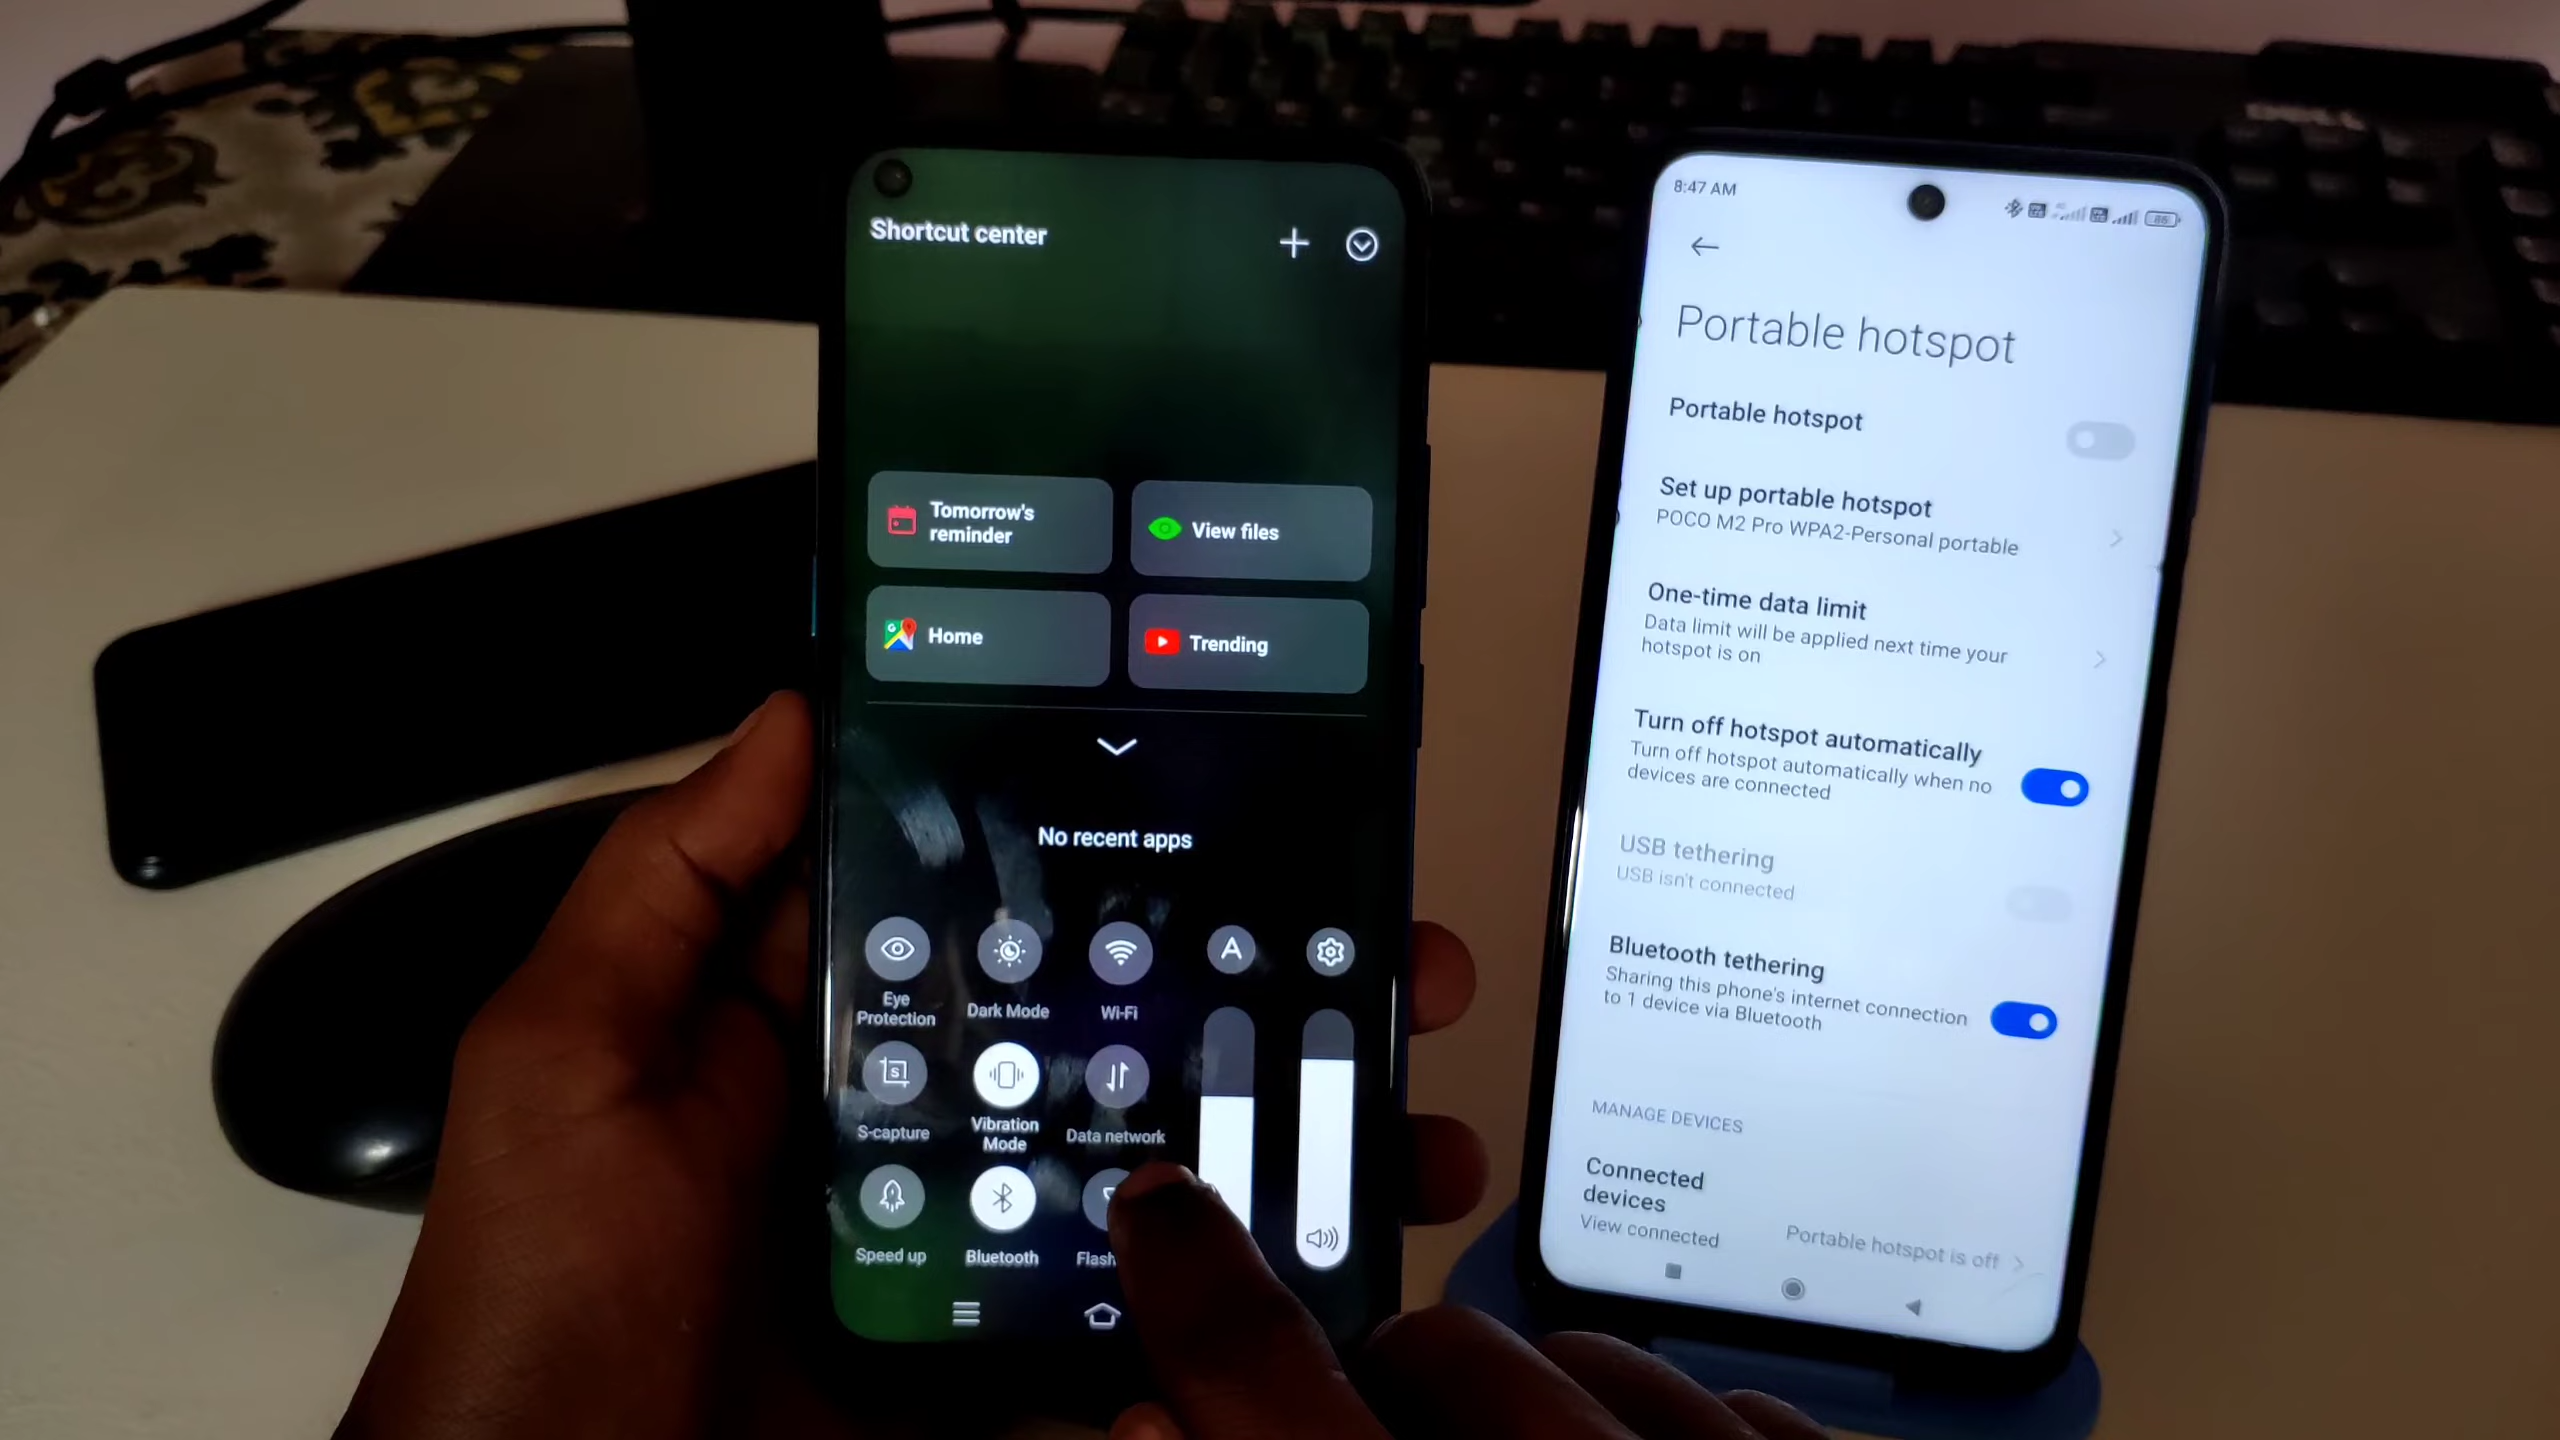 DELL
Shortcut center
Tomorrow's
reminder
View files
Home
Trending
No recent apps
A
Eye
Protection
Dark Mode
Wi-Fi
S
S-capture
Vibration
Mode
Data network
Speed up
Bluetooth
Flash
8:47 AM
Portable hotspot
Portable hotspot
Set up portable hotspot
POCO M2 Pro WPA2-Personal portable
One-time data limit
Data limit will be applied next time your
hotspot is on
Turn off hotspot automatically
Turn off hotspot automatically when no
devices are connected
USB tethering
USB isn't connected
Bluetooth tethering
Sharing this phone's internet connection
to 1 device via Bluetooth
MANAGE DEVICES
Connected
devices
View connected
Portable hotspot is off